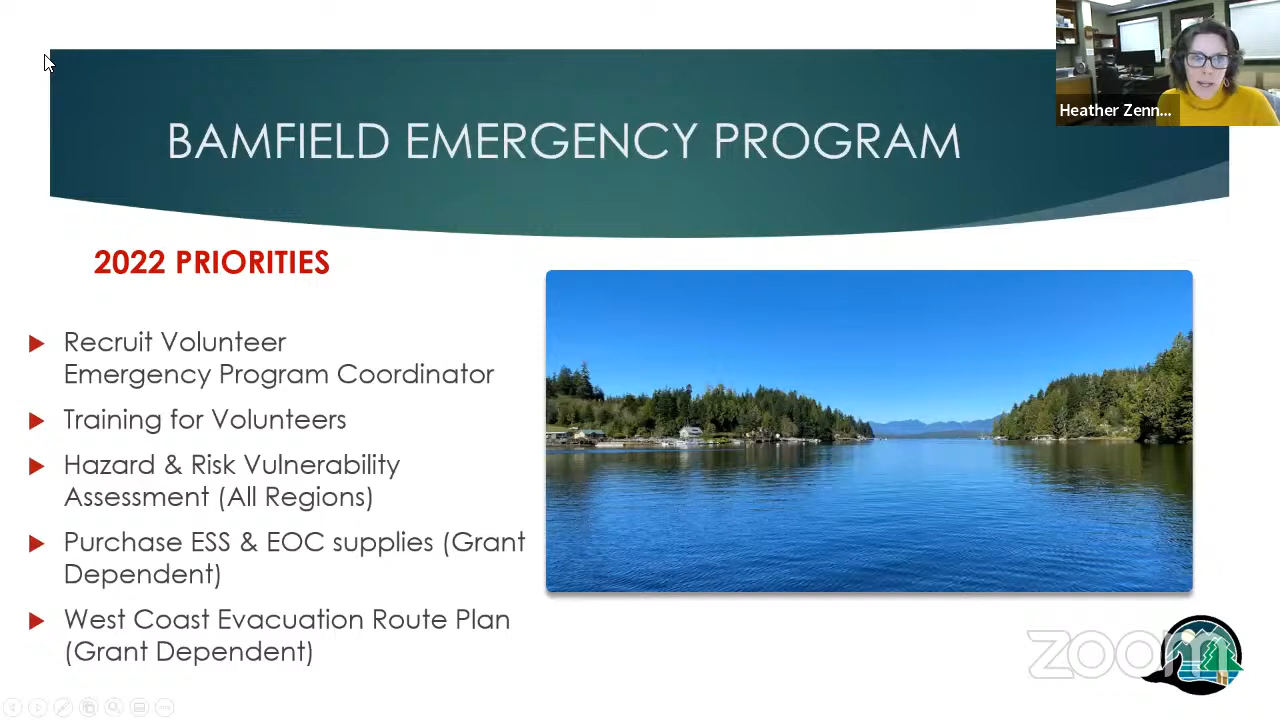 Heather Zenn...
BAMFIELD EMERGENCY PROGRAM
2022 PRIORITIES
Recruit Volunteer
Emergency Program Coordinator
Training for Volunteers
Hazard & Risk Vulnerability
Assessment (All Regions)
Purchase ESS & EOC supplies (Grant
Dependent)
West Coast Evacuation Route Plan
(Grant Dependent)
zoom